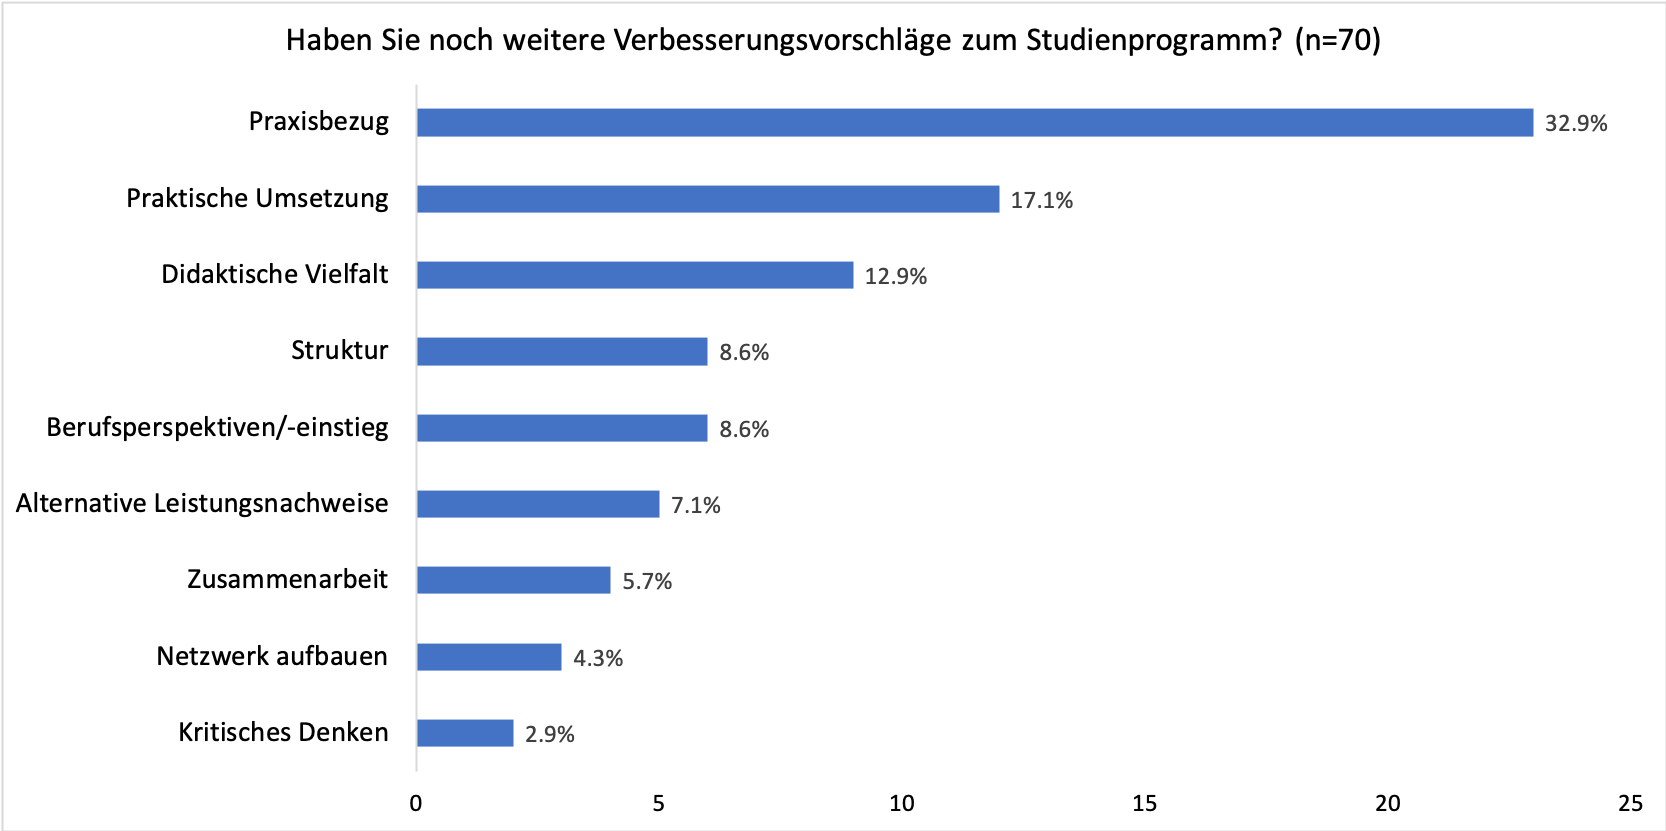 Haben Sie noch weitere Verbesserungsvorschläge zum Studienprogramm? (n=70)
Praxisbezug 32.9%
Praktische Umsetzung 17.1%
Didaktische Vielfalt 12.9%
Struktur 8.6%
Berufsperspektiven/-einstieg 8.6%
Alternative Leistungsnachweise 7.1%
Zusammenarbeit 5.7%
Netzwerk aufbauen 4.3%
Kritisches Denken 2.9%
0 5 10 15 20 25